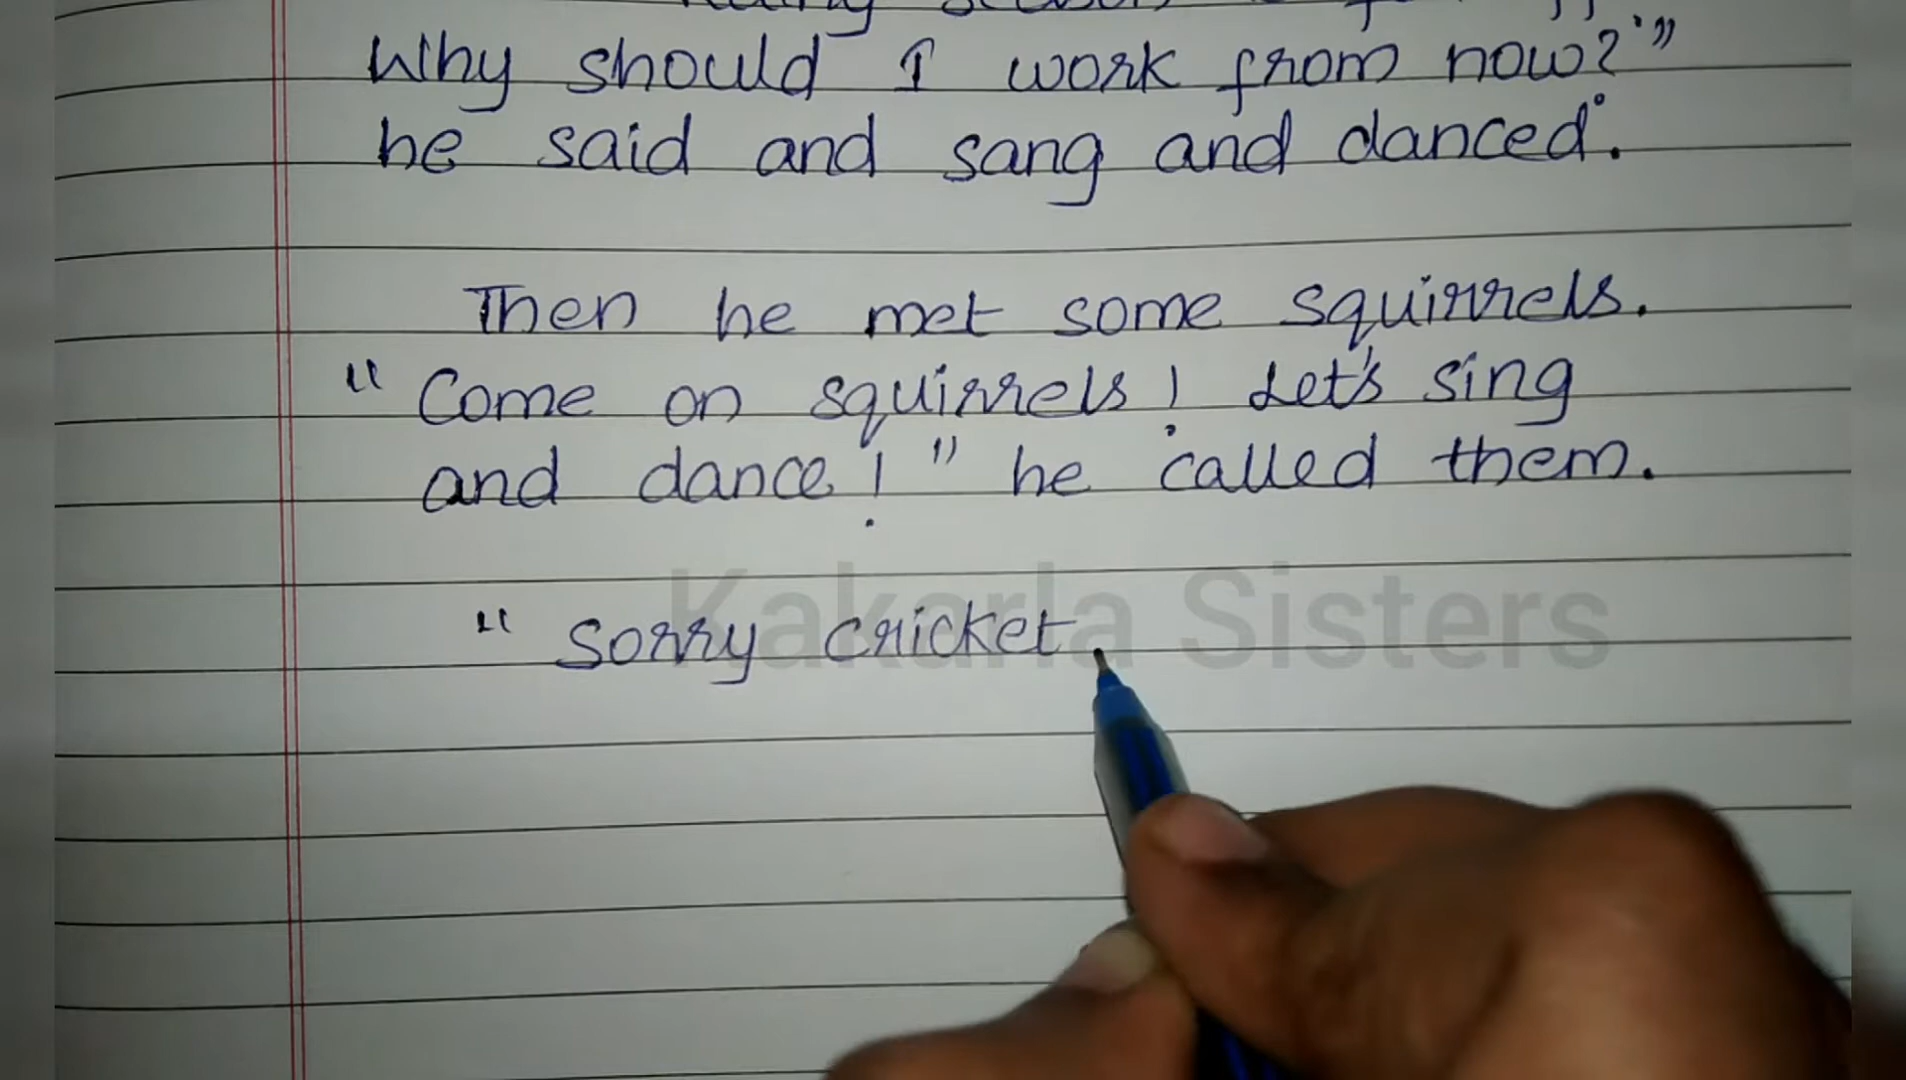 Why should I work from now?"
he said and sang and danced.
Then he met some squirrels.
"Come on squirrels! Let's sing
and dance!" he called them.
"Sorry cricket.
Kakarla Sisters